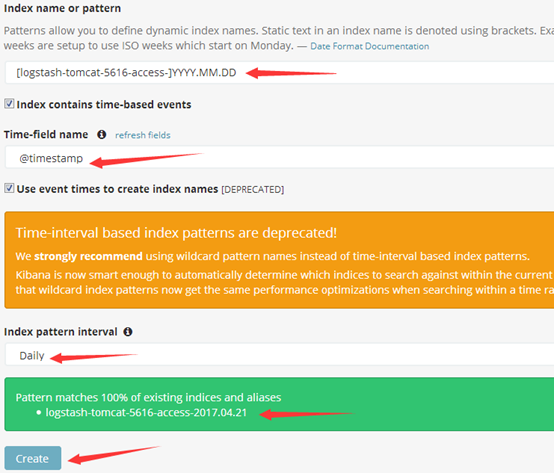 Index name or pattern
Patterns allow you to define dynamic index names. Static text in an index name is denoted using brackets. Exa
weeks are setup to use ISO weeks which start on Monday. — Date Format Documentation
[logstash-tomcat-5616-access-]YYYY.MM.DD
Index contains time-based events
Time-field name refresh fields
@timestamp
Use event times to create index names [DEPRECATED]
Time-interval based index patterns are deprecated!
We strongly recommend using wildcard pattern names instead of time-interval based index patterns.
Kibana is now smart enough to automatically determine which indices to search against within the current
that wildcard index patterns now get the same performance optimizations when searching within a time ra
Index pattern interval
Daily
Pattern matches 100% of existing indices and aliases
• logstash-tomcat-5616-access-2017.04.21
Create